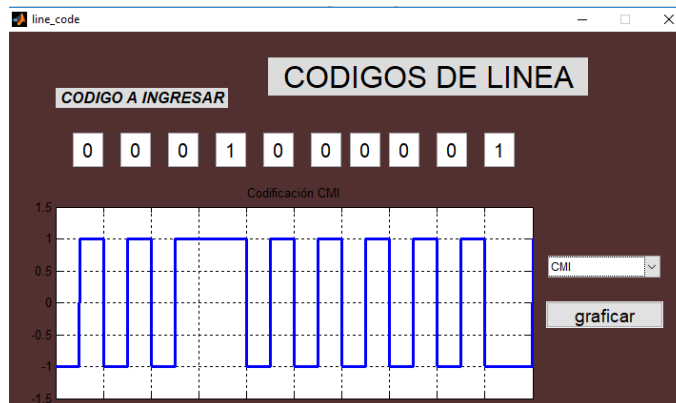 line_code
CODIGOS DE LINEA
CODIGO A INGRESAR
0 0 0 1 0 0 0 0 0 1
Codificación CMI
1.5
1
0.5
0
-0.5
-1
-1.5
CMI
graficar